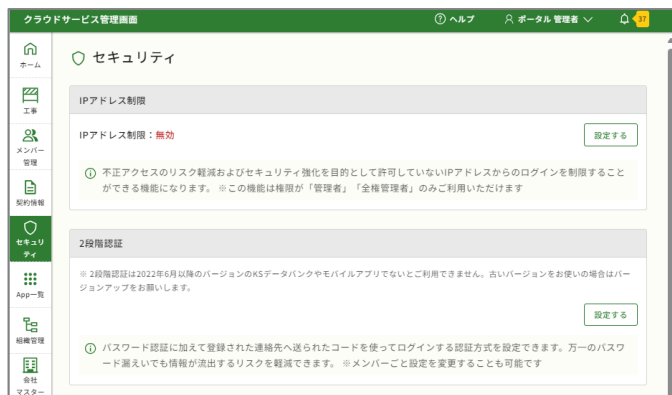 クラウドサービス管理画面
ヘルプ
ポータル 管理者
37
ホーム
工事
メンバー
管理
契約情報
セキュリ
ティ
App一覧
組織管理
会社
マスター
セキュリティ
IPアドレス制限
IPアドレス制限：無効
設定する
不正アクセスのリスク軽減およびセキュリティ強化を目的として許可していないIPアドレスからのログインを制限すること
ができる機能になります。 ※この機能は権限が「管理者」「全権管理者」のみご利用いただけます
2段階認証
※ 2段階認証は2022年6月以降のバージョンのKSデータバンクやモバイルアプリでないとご利用できません。古いバージョンをお使いの場合はバー
ジョンアップをお願いします。
設定する
パスワード認証に加えて登録された連絡先へ送られたコードを使ってログインする認証方式を設定できます。万一のパスワ
ード漏えいでも情報が流出するリスクを軽減できます。 ※メンバーごと設定を変更することも可能です